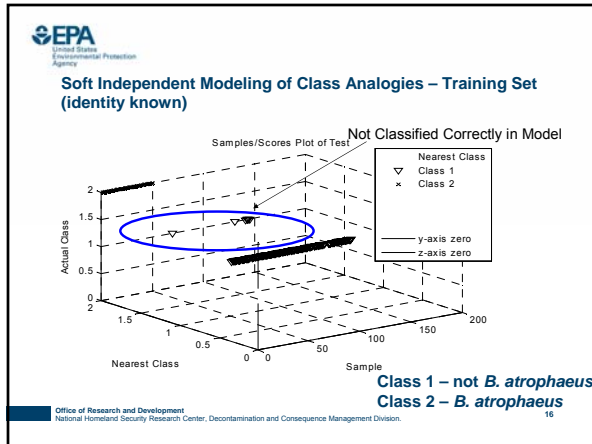 EPA
United States
Environmental Protection
Agency
Soft Independent Modeling of Class Analogies – Training Set
(identity known)
Not Classified Correctly in Model
Samples/Scores Plot of Test
Nearest Class
Class 1
Class 2
y-axis zero
z-axis zero
Actual Class
2
1.5
1
0.5
0
2
1.5
1
0.5
0
Nearest Class
0
50
100
150
200
Sample
Class 1 – not B. atrophaeus
Class 2 – B. atrophaeus
Office of Research and Development
National Homeland Security Research Center, Decontamination and Consequence Management Division.
16